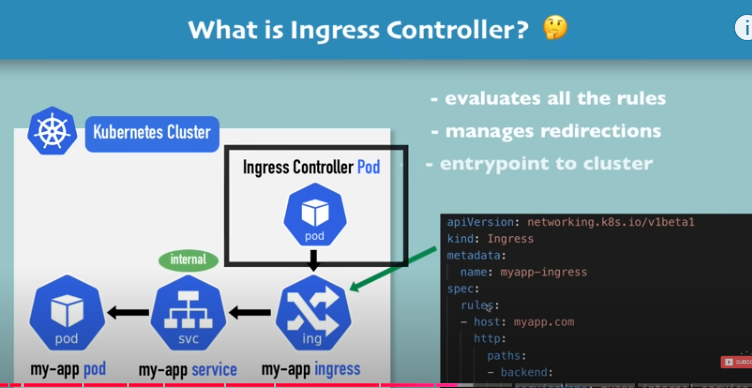 What is Ingress Controller? 🤔
- evaluates all the rules
- manages redirections
- entrypoint to cluster
Kubernetes Cluster
Ingress Controller Pod
pod
internal
pod
svc
ing
my-app pod
my-app service
my-app ingress
apiVersion: networking.k8s.io/v1beta1
kind: Ingress
metadata:
name: myapp-ingress
spec:
rules:
- host: myapp.com
http:
paths:
- backend: